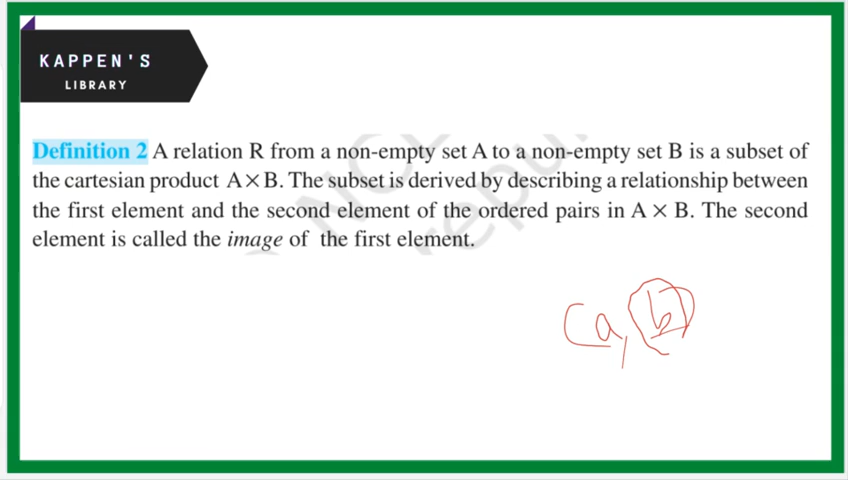 KAPPEN'S
LIBRARY
Definition 2 A relation R from a non-empty set A to a non-empty set B is a subset of
the cartesian product A×B. The subset is derived by describing a relationship between
the first element and the second element of the ordered pairs in A × B. The second
element is called the image of the first element.
(a, b)